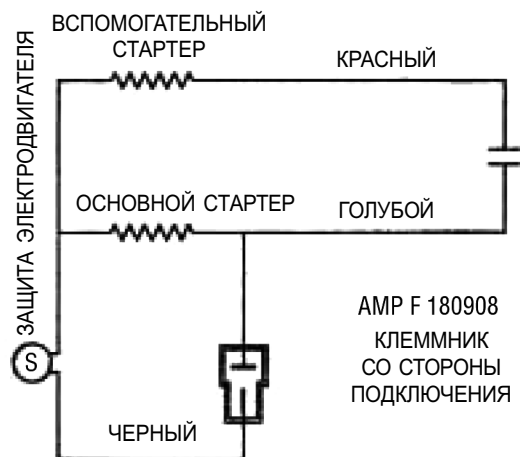 ВСПОМОГАТЕЛЬНЫЙ
СТАРТЕР
КРАСНЫЙ
ЗАЩИТА ЭЛЕКТРОДВИГАТЕЛЯ
ОСНОВНОЙ СТАРТЕР
ГОЛУБОЙ
AMP F 180908
КЛЕММНИК
СО СТОРОНЫ
ПОДКЛЮЧЕНИЯ
S
ЧЕРНЫЙ